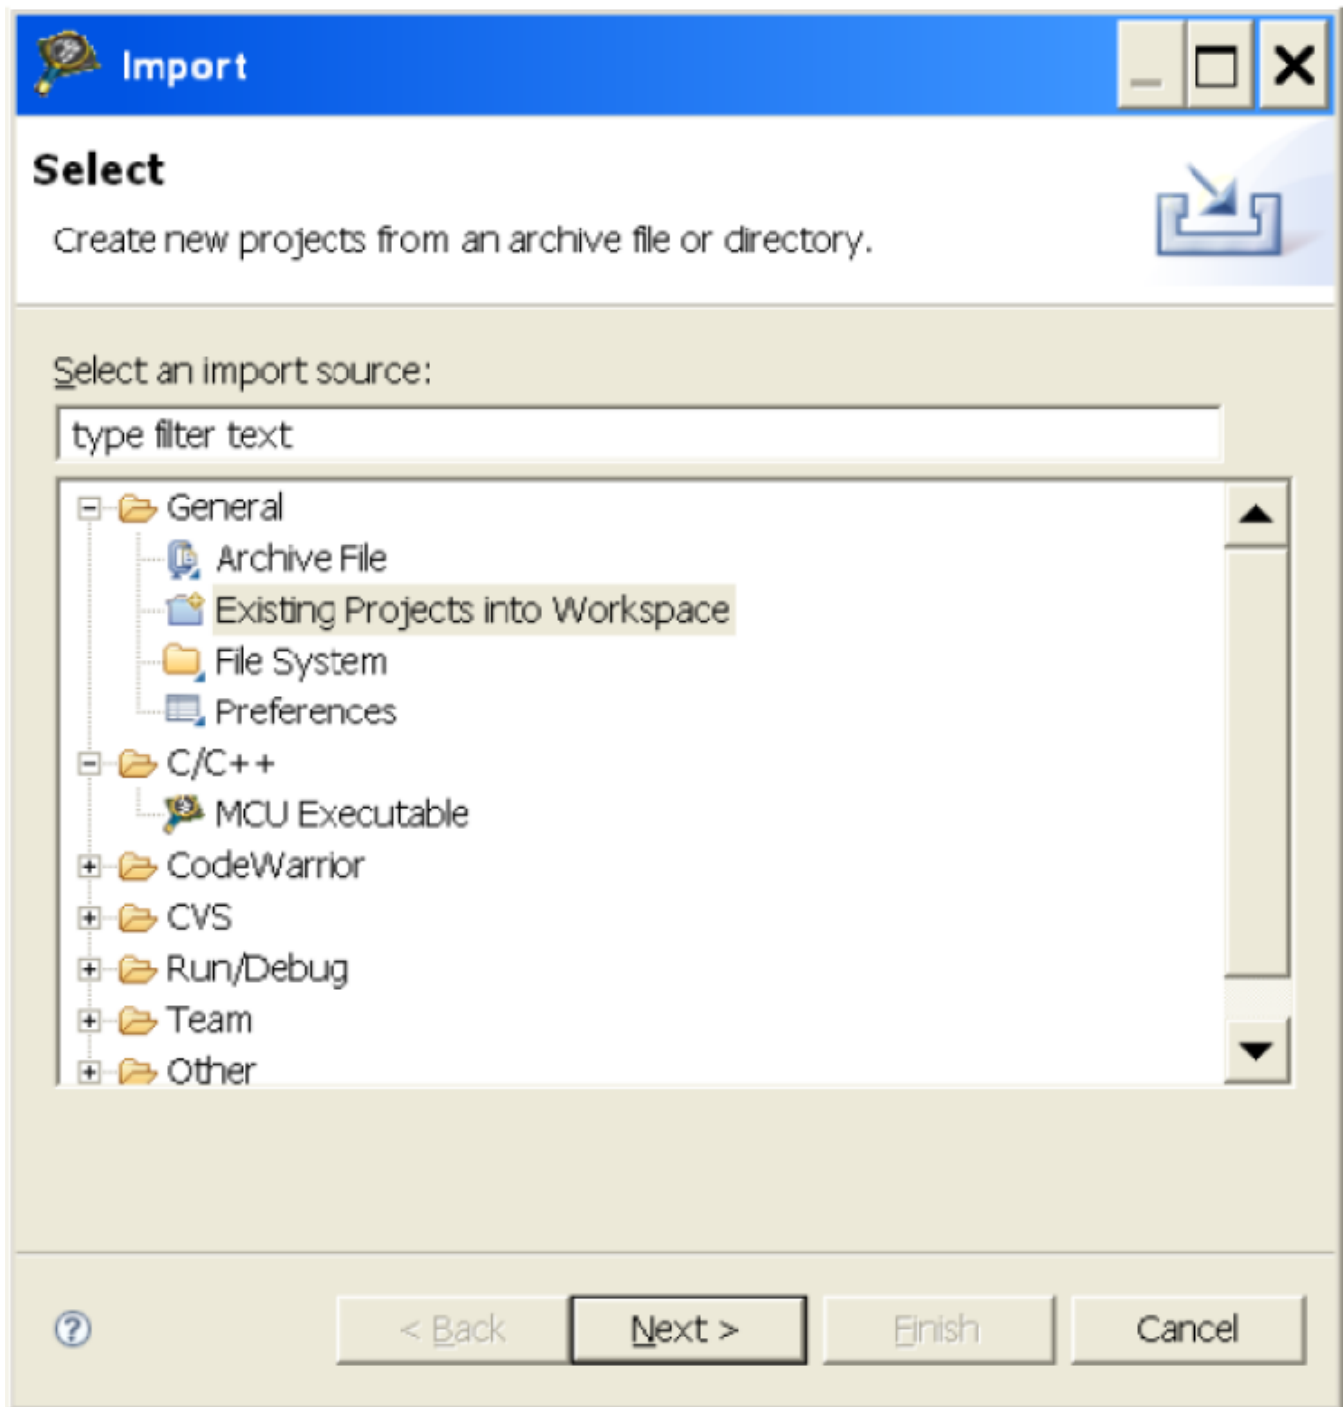 Import
Select
Create new projects from an archive file or directory.
Select an import source:
type filter text
General
Archive File
Existing Projects into Workspace
File System
Preferences
C/C++
MCU Executable
CodeWarrior
CVS
Run/Debug
Team
Other
< Back Next > Finish Cancel